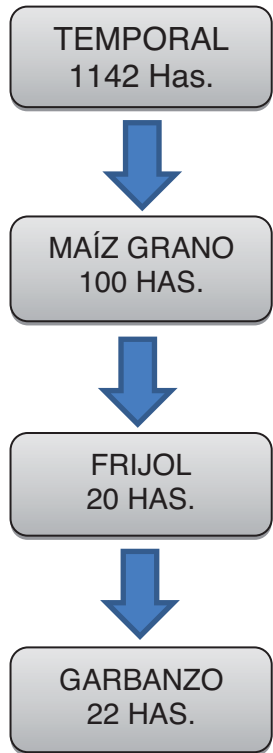 TEMPORAL
1142 Has.
MAÍZ GRANO
100 HAS.
FRIJOL
20 HAS.
GARBANZO
22 HAS.